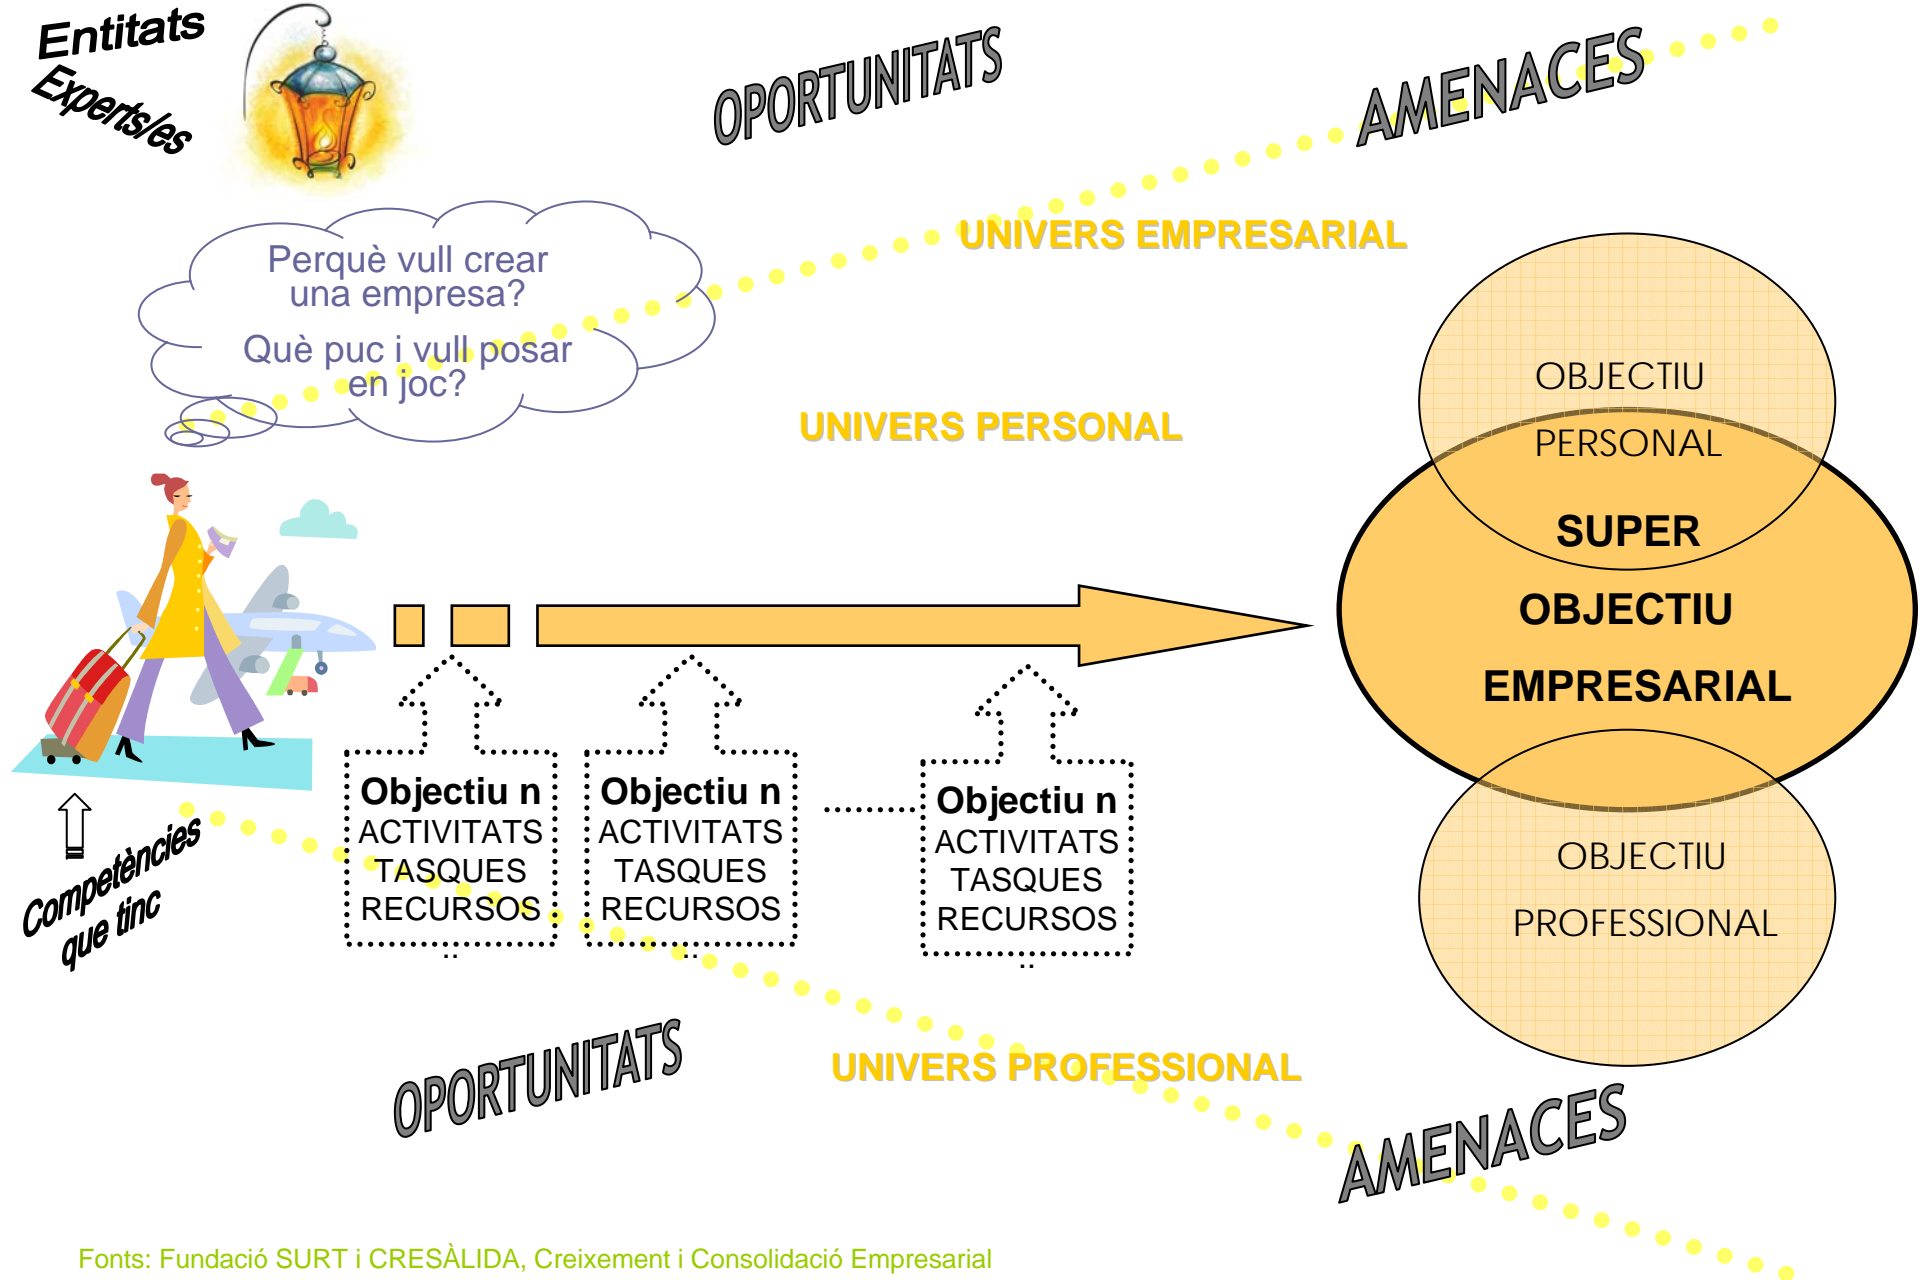 Entitats
Experts/es
OPORTUNITATS
AMENACES
UNIVERS EMPRESARIAL
Perquè vull crear
una empresa?
Què puc i vull posar
en joc?
UNIVERS PERSONAL
OBJECTIU
PERSONAL
SUPER
OBJECTIU
EMPRESARIAL
OBJECTIU
PROFESSIONAL
Objectiu n
ACTIVITATS
TASQUES
RECURSOS
..
Objectiu n
ACTIVITATS
TASQUES
RECURSOS
..
Objectiu n
ACTIVITATS
TASQUES
RECURSOS
..
Competències
que tinc
UNIVERS PROFESSIONAL
OPORTUNITATS
AMENACES
Fonts: Fundació SURT i CRESÀLIDA, Creixement i Consolidació Empresarial